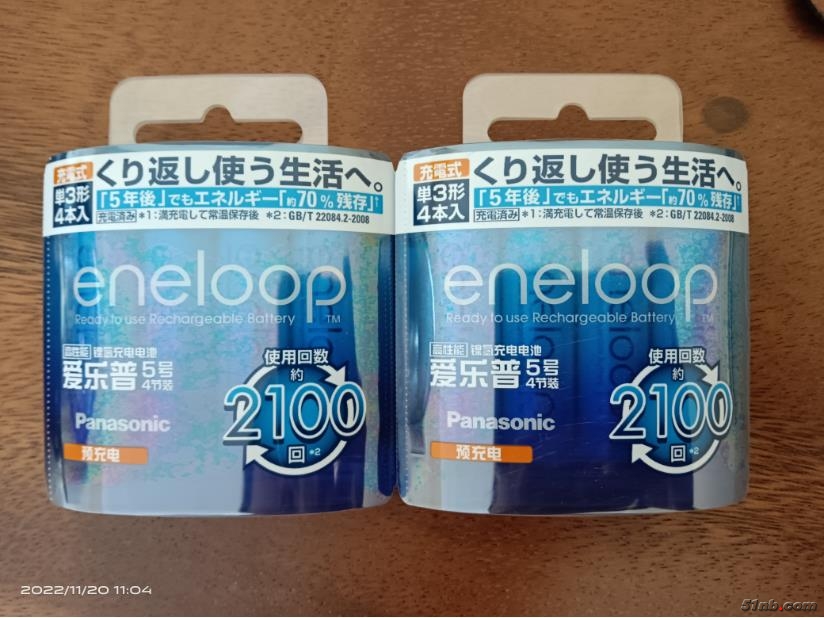 充電式
単3形
4本入
くり返し使う生活へ。
「5年後」でもエネルギー「約70%残存」*1
充電済み *1:満充電して常温保存後 *2:GB/T 22084.2-2008
eneloop TM
Ready to use Rechargeable Battery
高性能 镍氢充电电池
爱乐普 5号
4节装
Panasonic
预充电
使用回数
約
2100
回 *2
充電式
単3形
4本入
くり返し使う生活へ。
「5年後」でもエネルギー「約70%残存」*1
充電済み *1:満充電して常温保存後 *2:GB/T 22084.2-2008
eneloop TM
Ready to use Rechargeable Battery
高性能 镍氢充电电池
爱乐普 5号
4节装
Panasonic
预充电
使用回数
約
2100
回 *2
2022/11/20 11:04
51nb.com